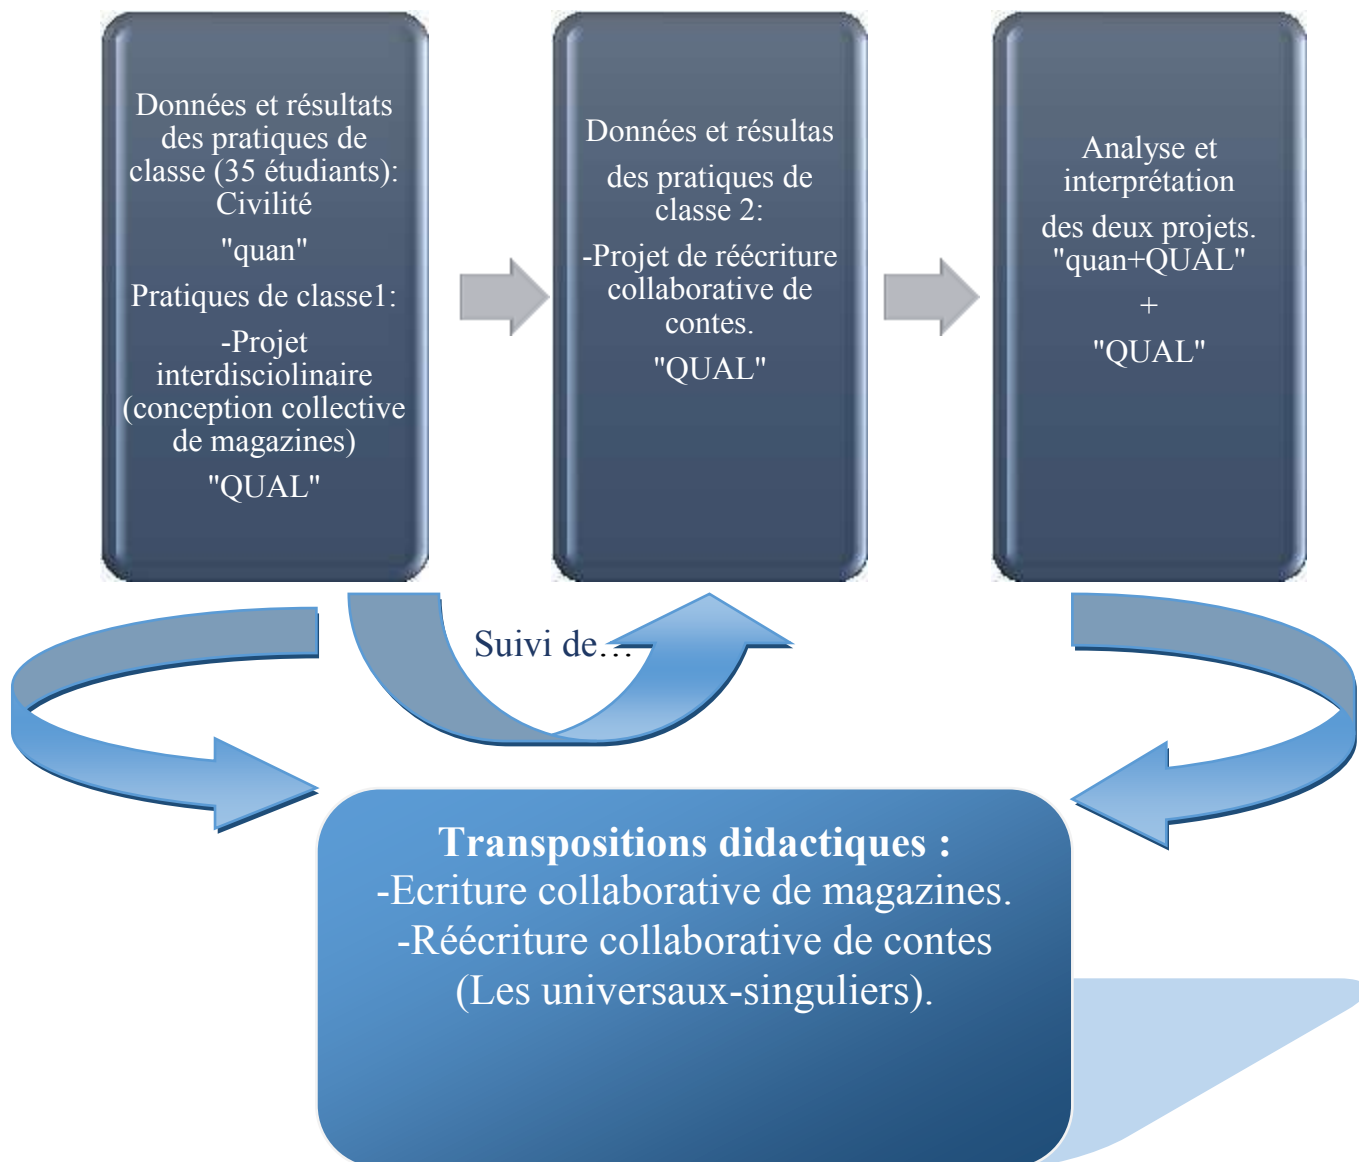 Données et résultats
des pratiques de
classe (35 étudiants):
Civilité
"quan"
Pratiques de classe1:
-Projet
interdisciolinaire
(conception collective
de magazines)
"QUAL"
Données et résultas
des pratiques de
classe 2:
-Projet de réécriture
collaborative de
contes.
"QUAL"
Analyse et
interprétation
des deux projets.
"quan+QUAL"
+
"QUAL"
Suivi de…
Transpositions didactiques :
-Ecriture collaborative de magazines.
-Réécriture collaborative de contes
(Les universaux-singuliers).